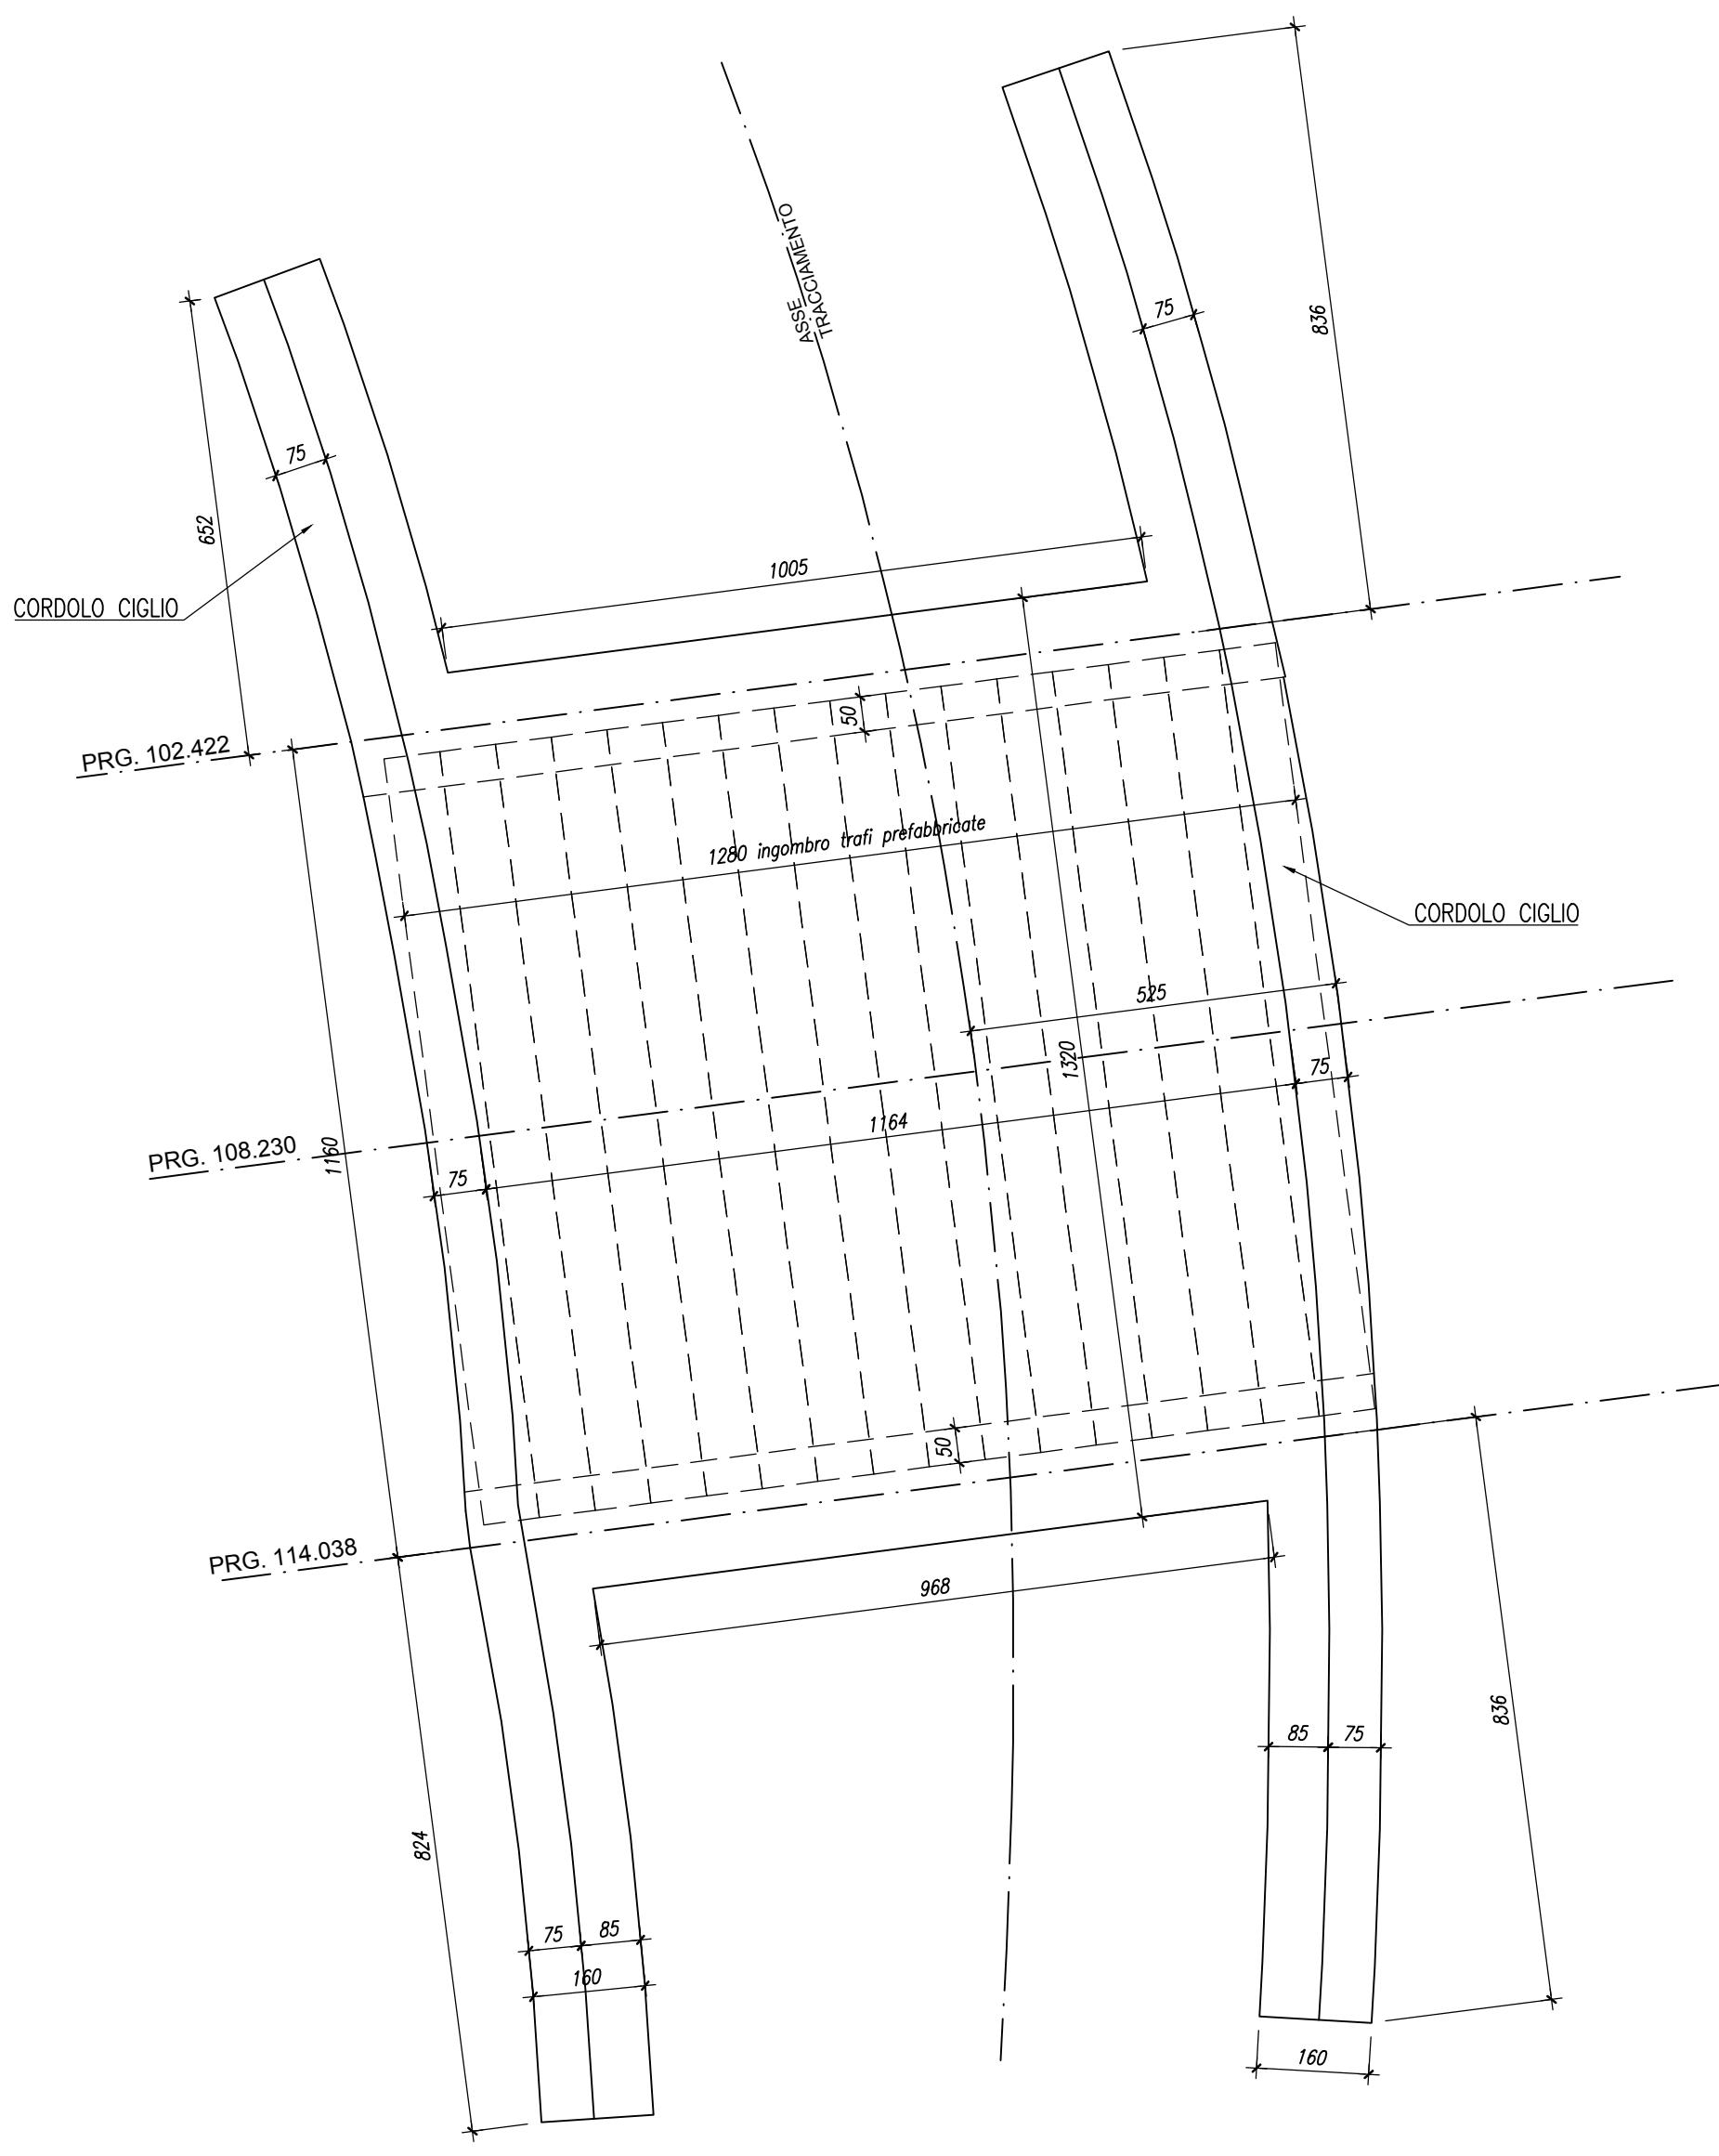 ASSE
TRACCIAMENTO
75
836
75
652
CORDOLO CIGLIO
1005
PRG. 102.422
50
1280 ingombro trafi prefabbricate
CORDOLO CIGLIO
525
1320
75
1164
PRG. 108.230
1160
75
50
PRG. 114.038
968
836
85 75
824
75 85
160
160